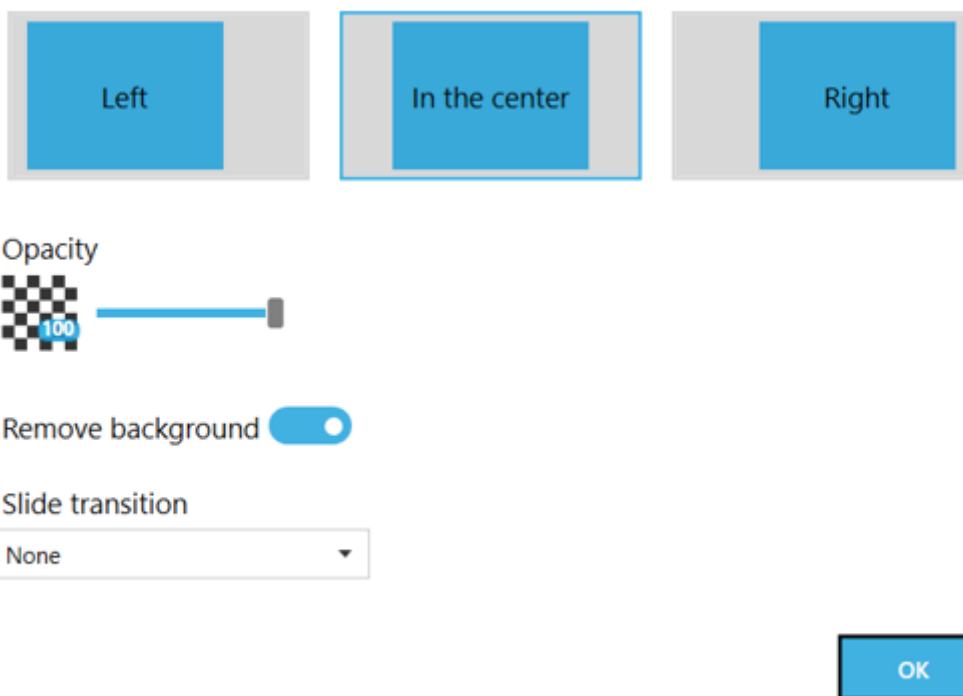 Left
In the center
Right
Opacity
100
Remove background
Slide transition
None
OK